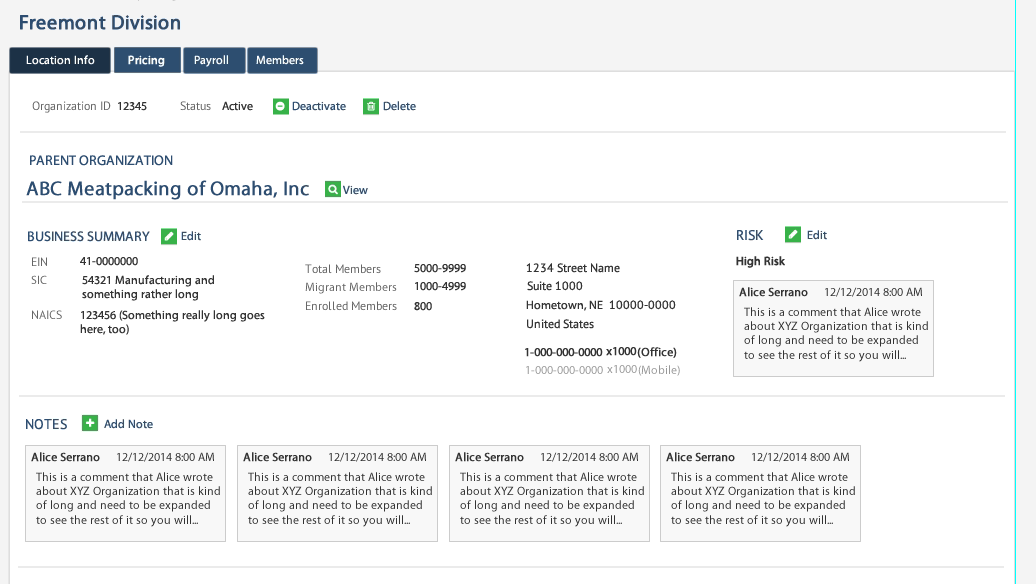 Freemont Division
Location Info Pricing Payroll Members
Organization ID 12345 Status Active Deactivate Delete
PARENT ORGANIZATION
ABC Meatpacking of Omaha, Inc View
BUSINESS SUMMARY Edit
EIN 41-0000000
SIC 54321 Manufacturing and
something rather long
NAICS 123456 (Something really long goes
here, too)
Total Members 5000-9999
Migrant Members 1000-4999
Enrolled Members 800
1234 Street Name
Suite 1000
Hometown, NE 10000-0000
United States
1-000-000-0000 x1000(Office)
1-000-000-0000 x1000(Mobile)
RISK Edit
High Risk
Alice Serrano 12/12/2014 8:00 AM
This is a comment that Alice wrote
about XYZ Organization that is kind
of long and need to be expanded
to see the rest of it so you will...
NOTES Add Note
Alice Serrano 12/12/2014 8:00 AM
This is a comment that Alice wrote
about XYZ Organization that is kind
of long and need to be expanded
to see the rest of it so you will...
Alice Serrano 12/12/2014 8:00 AM
This is a comment that Alice wrote
about XYZ Organization that is kind
of long and need to be expanded
to see the rest of it so you will...
Alice Serrano 12/12/2014 8:00 AM
This is a comment that Alice wrote
about XYZ Organization that is kind
of long and need to be expanded
to see the rest of it so you will...
Alice Serrano 12/12/2014 8:00 AM
This is a comment that Alice wrote
about XYZ Organization that is kind
of long and need to be expanded
to see the rest of it so you will...